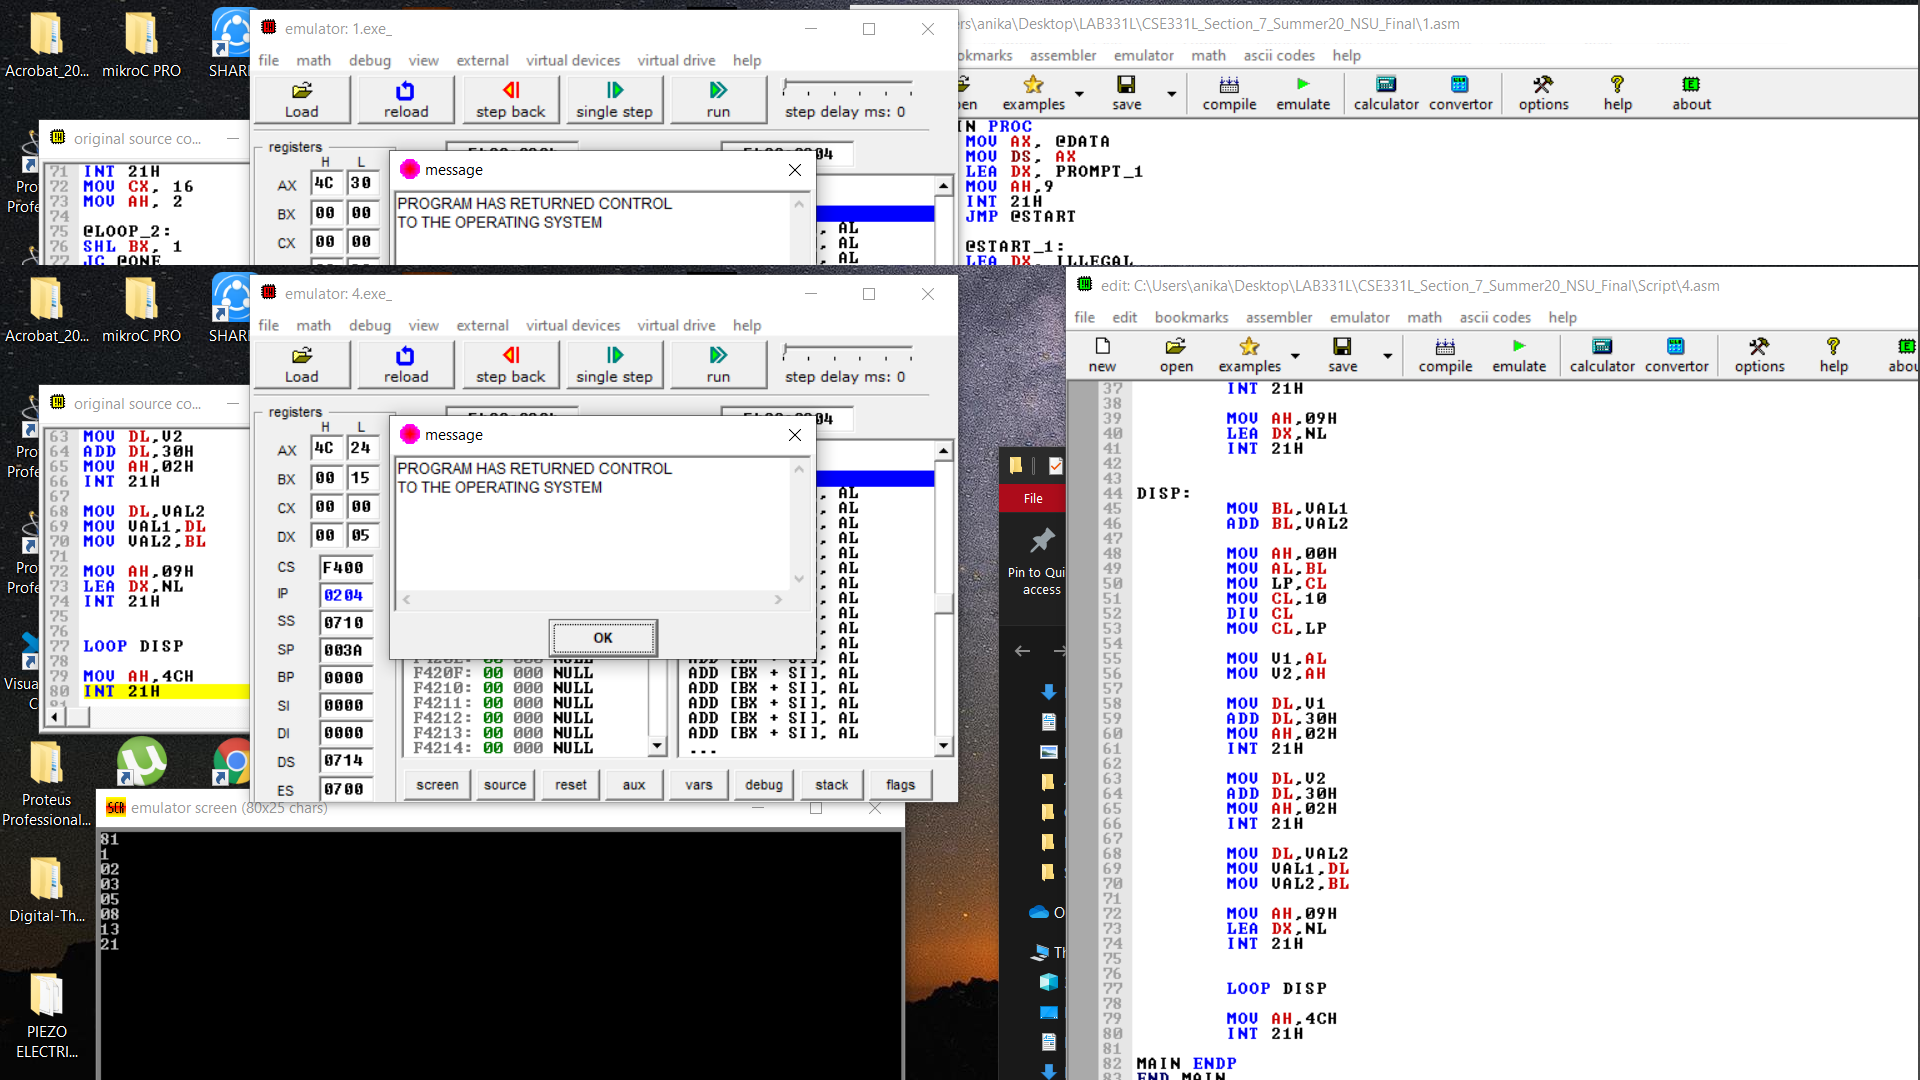 Acrobat_20...
mikroC PRO
SHAR
emulator: 1.exe_
file math debug view external virtual devices virtual drive help
Load reload step back single step run step delay ms: 0
original source co...
71 INT 21H
72 MOV CX, 16
73 MOV AH, 2
74
75 @LOOP_2:
76 SHL BX, 1
77 JC @ONE
registers
H L
AX 4C 30
BX 00 00
CX 00 00
message
PROGRAM HAS RETURNED CONTROL
TO THE OPERATING SYSTEM
04
, AL
, AL
, AL
rs\anika\Desktop\LAB331L\CSE331L_Section_7_Summer20_NSU_Final\1.asm
okmarks assembler emulator math ascii codes help
pen examples save compile emulate calculator convertor options help about
IN PROC
MOV AX, @DATA
MOV DS, AX
LEA DX, PROMPT_1
MOV AH,9
INT 21H
JMP @START
@START_1:
LEA DX, ILLEGAL
Acrobat_20...
mikroC PRO
SHARI
Pro
Profe
Pro
Profe
Pro
Profe
Visua
C
emulator: 4.exe_
file math debug view external virtual devices virtual drive help
Load reload step back single step run step delay ms: 0
original source co...
63 MOV DL,V2
64 ADD DL,30H
65 MOV AH,02H
66 INT 21H
67
68 MOV DL,VAL2
69 MOV VAL1,DL
70 MOV VAL2,BL
71
72 MOV AH,09H
73 LEA DX,NL
74 INT 21H
75
76
77 LOOP DISP
78
79 MOV AH,4CH
80 INT 21H
registers
H L
AX 4C 24
BX 00 15
CX 00 00
DX 00 05
CS F400
IP 0204
SS 0710
SP 003A
BP 0000
SI 0000
DI 0000
DS 0714
ES 0700
message
PROGRAM HAS RETURNED CONTROL
TO THE OPERATING SYSTEM
OK
04
, AL
, AL
, AL
, AL
, AL
, AL
, AL
, AL
, AL
, AL
, AL
F420F: 00 000 NULL ADD [BX + SI], AL
F4210: 00 000 NULL ADD [BX + SI], AL
F4211: 00 000 NULL ADD [BX + SI], AL
F4212: 00 000 NULL ADD [BX + SI], AL
F4213: 00 000 NULL ADD [BX + SI], AL
F4214: 00 000 NULL ...
screen source reset aux vars debug stack flags
Proteus
Professional...
Digital-Th...
PIEZO
ELECTRI...
emulator screen (80x25 chars)
81
1
02
03
05
08
13
21
File
Pin to Qui
access
edit: C:\Users\anika\Desktop\LAB331L\CSE331L_Section_7_Summer20_NSU_Final\Script\4.asm
file edit bookmarks assembler emulator math ascii codes help
new open examples save compile emulate calculator convertor options help abou
37 INT 21H
38
39 MOV AH,09H
40 LEA DX,NL
41 INT 21H
42
43
44 DISP:
45 MOV BL,VAL1
46 ADD BL,VAL2
47
48 MOV AH,00H
49 MOV AL,BL
50 MOV LP,CL
51 MOV CL,10
52 DIV CL
53 MOV CL,LP
54
55 MOV V1,AL
56 MOV V2,AH
57
58 MOV DL,V1
59 ADD DL,30H
60 MOV AH,02H
61 INT 21H
62
63 MOV DL,V2
64 ADD DL,30H
65 MOV AH,02H
66 INT 21H
67
68 MOV DL,VAL2
69 MOV VAL1,DL
70 MOV VAL2,BL
71
72 MOV AH,09H
73 LEA DX,NL
74 INT 21H
75
76
77 LOOP DISP
78
79 MOV AH,4CH
80 INT 21H
81
82 MAIN ENDP
83 END MAIN